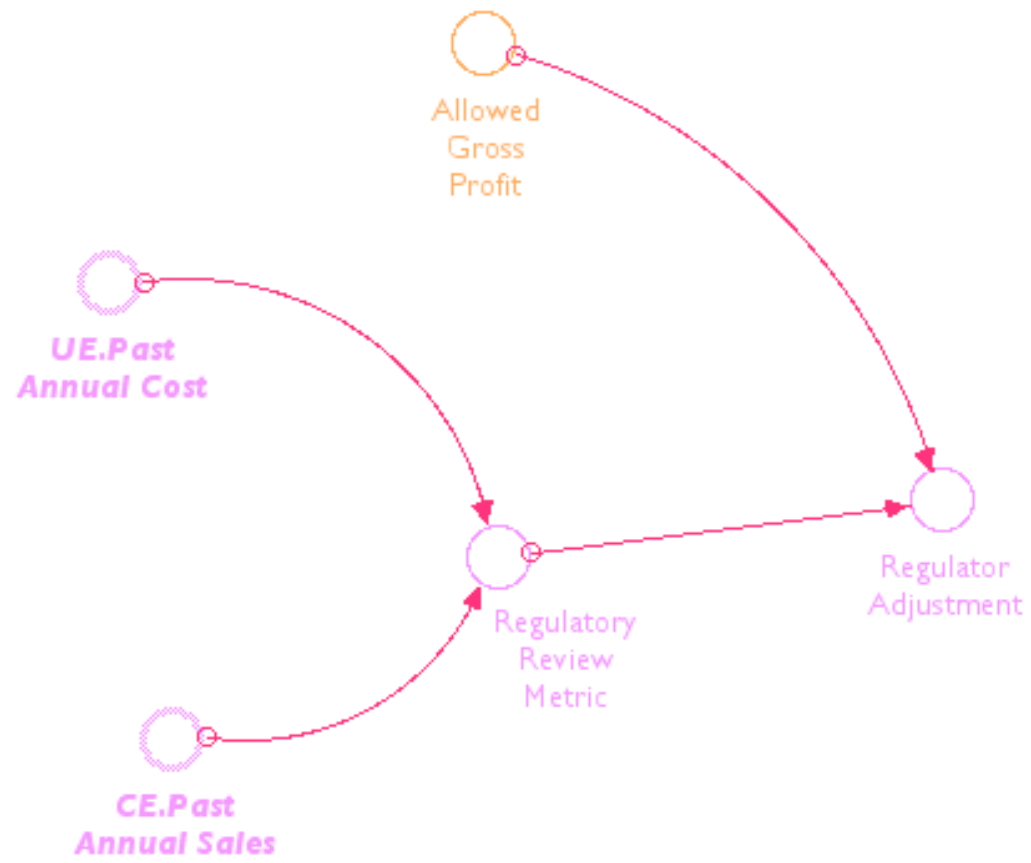 Allowed
Gross
Profit
UE.Past
Annual Cost
Regulator
Adjustment
Regulatory
Review
Metric
CE.Past
Annual Sales